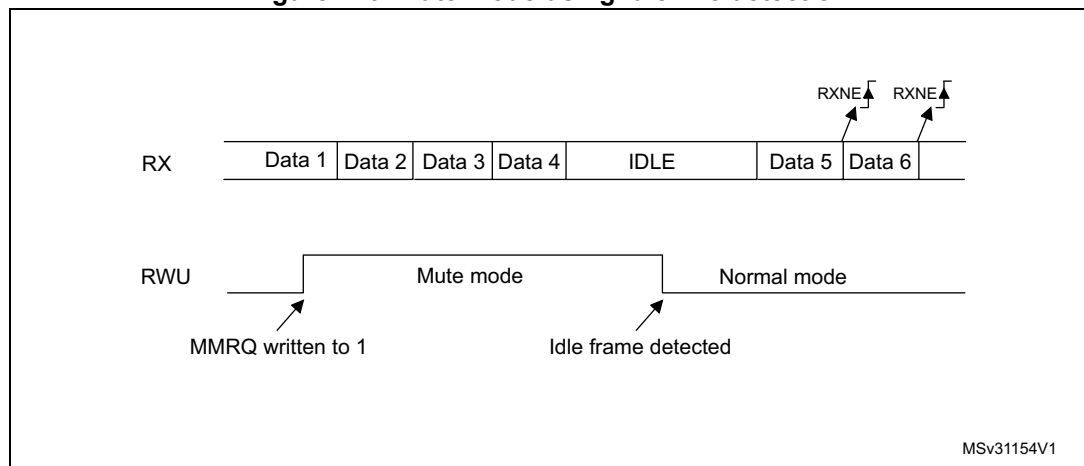 RXNE RXNE
RX Data 1 Data 2 Data 3 Data 4 IDLE Data 5 Data 6
RWU Mute mode Normal mode
MMRQ written to 1 Idle frame detected
MSv31154V1